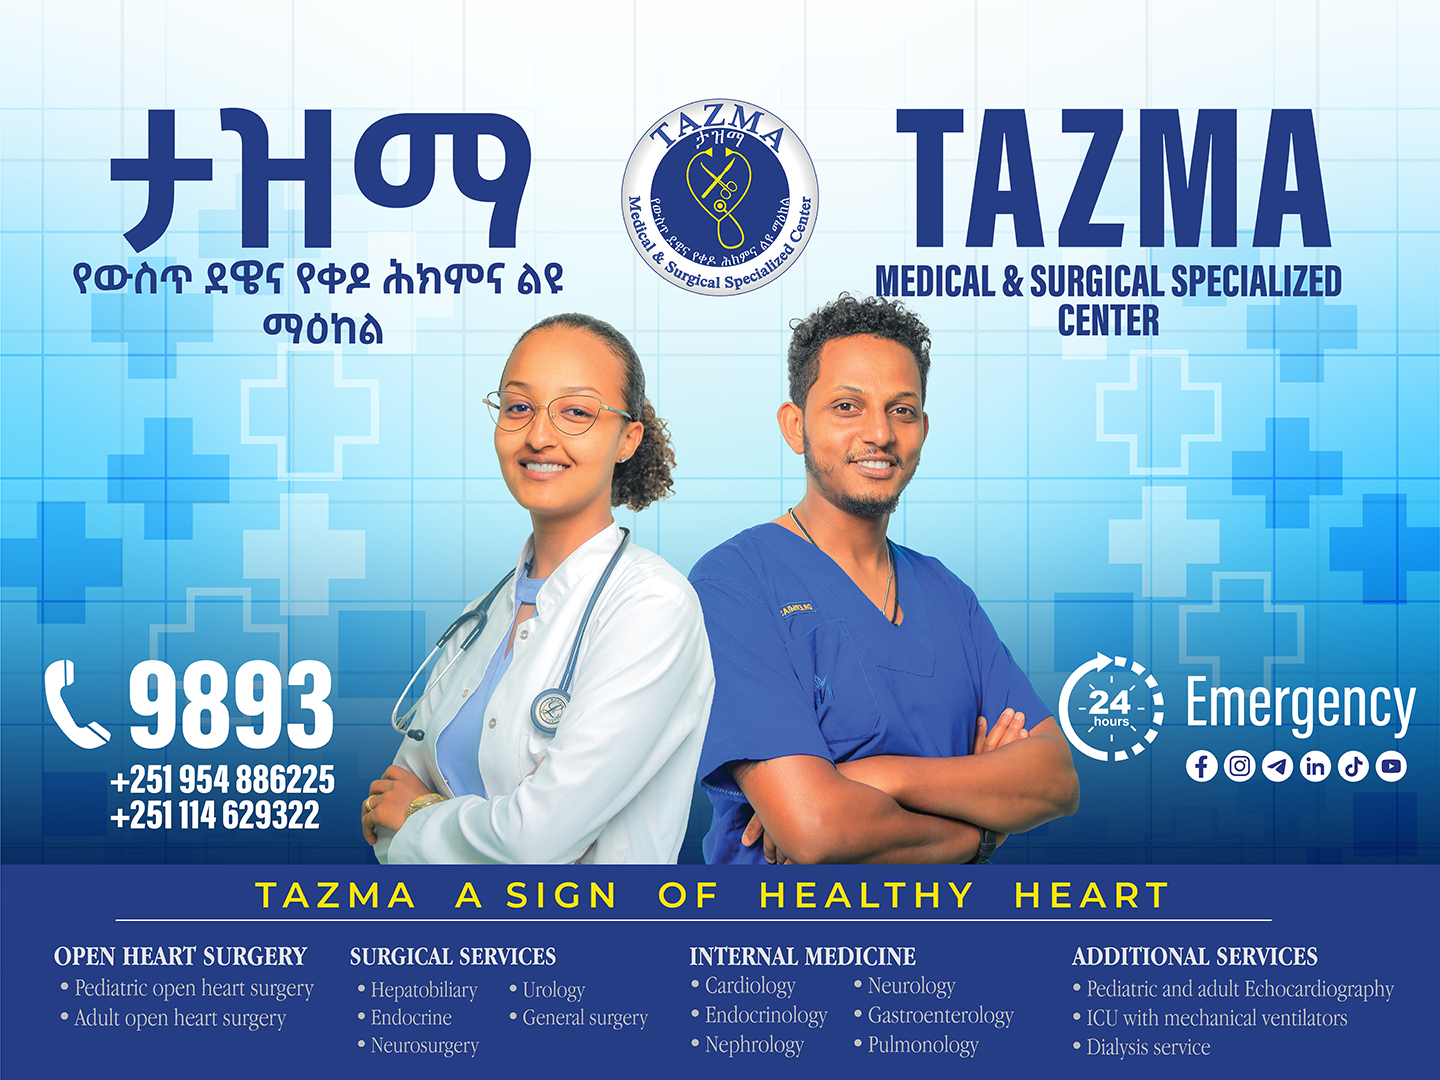 ታዝማ
የውስጥ ደዌና የቀዶ ሕክምና ልዩ
ማዕከል
TAZMA
ታዝማ
የውስጥ ደዌና የቀዶ ሕክምና ልዩ ማዕከል
Medical & Surgical Specialized Center
TAZMA
MEDICAL & SURGICAL SPECIALIZED
CENTER
9893
+251 954 886225
+251 114 629322
24
hours
Emergency
TAZMA A SIGN OF HEALTHY HEART
OPEN HEART SURGERY
• Pediatric open heart surgery
• Adult open heart surgery
SURGICAL SERVICES
• Hepatobiliary
• Endocrine
• Neurosurgery
• Urology
• General surgery
INTERNAL MEDICINE
• Cardiology
• Endocrinology
• Nephrology
• Neurology
• Gastroenterology
• Pulmonology
ADDITIONAL SERVICES
• Pediatric and adult Echocardiography
• ICU with mechanical ventilators
• Dialysis service